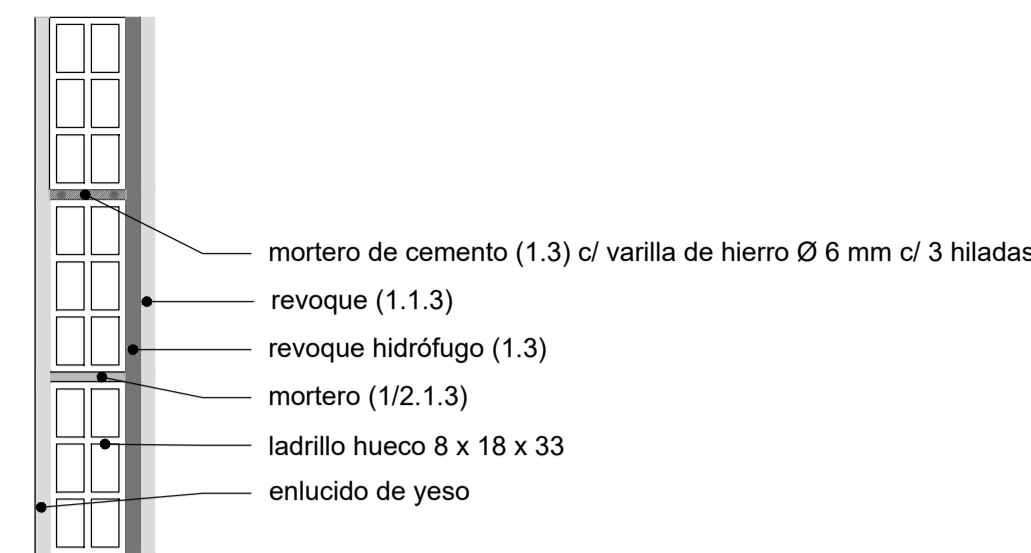 mortero de cemento (1.3) c/ varilla de hierro Ø 6 mm c/ 3 hiladas
revoque (1.1.3)
revoque hidrófugo (1.3)
mortero (1/2.1.3)
ladrillo hueco 8 x 18 x 33
enlucido de yeso